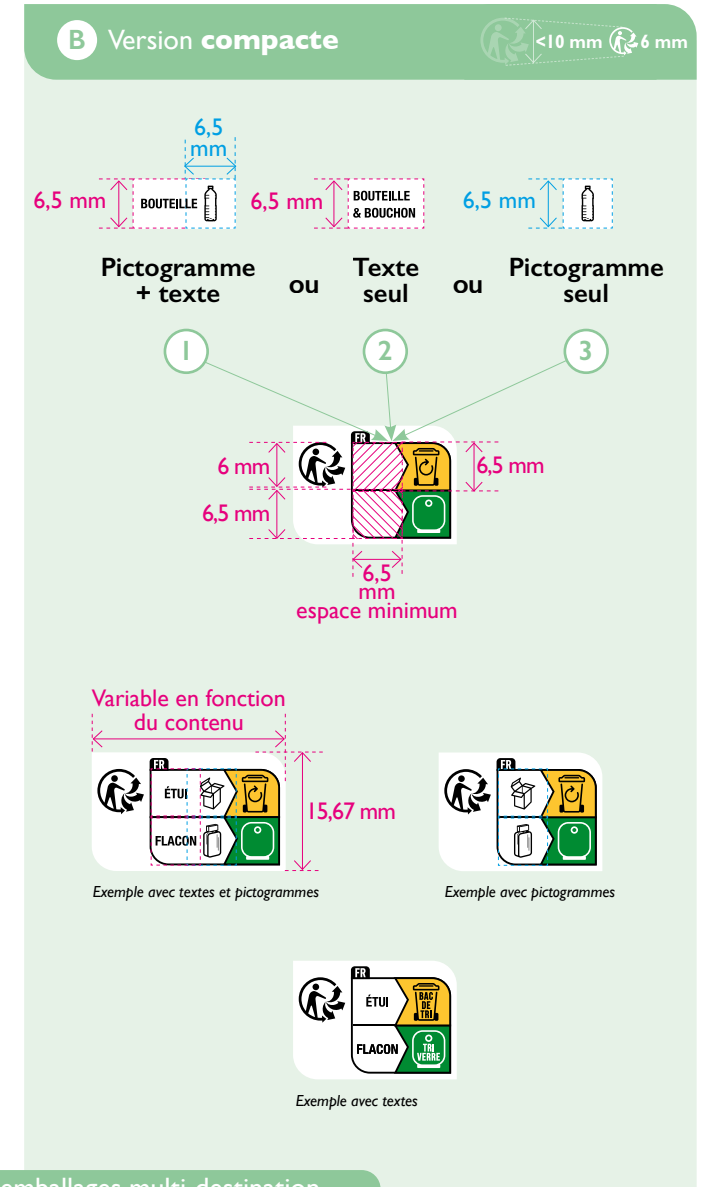 B Version compacte
<10 mm 6 mm
6,5
mm
6,5 mm
BOUTEILLE
6,5 mm
BOUTEILLE
& BOUCHON
6,5 mm
Pictogramme
+ texte
ou
Texte
seul
ou
Pictogramme
seul
1
2
3
FR
6 mm
6,5 mm
6,5 mm
6,5
mm
espace minimum
Variable en fonction
du contenu
FR
ÉTUI
FLACON
15,67 mm
Exemple avec textes et pictogrammes
FR
Exemple avec pictogrammes
FR
ÉTUI
BAC
DE
TRI
FLACON
TRI
VERRE
Exemple avec textes
emballages multi-destination